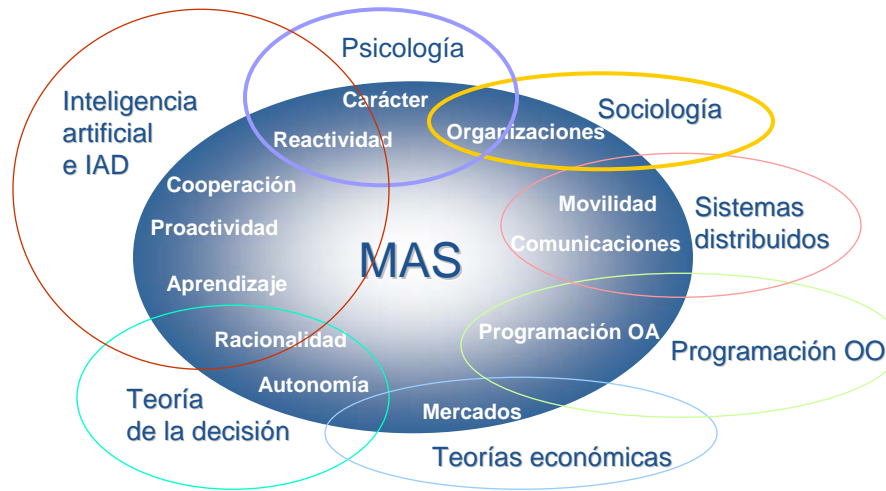 Psicología
Inteligencia
artificial
e IAD
Carácter
Sociología
Reactividad
Organizaciones
Cooperación
Movilidad
Sistemas
distribuidos
Proactividad
Comunicaciones
MAS
Aprendizaje
Racionalidad
Programación OA
Programación OO
Autonomía
Teoría
de la decisión
Mercados
Teorías económicas